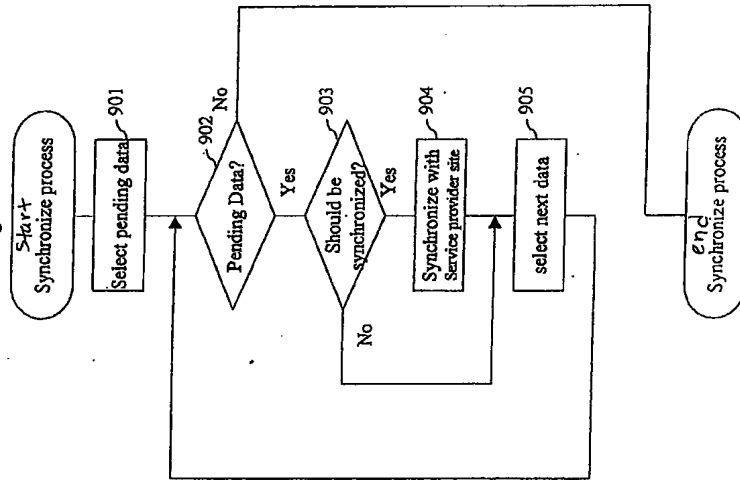 Start
Synchronize process
901
Select pending data
902
Pending Data?
No
Yes
903
Should be
synchronized?
No
Yes
904
Synchronize with
Service provider site
905
select next data
end
Synchronize process